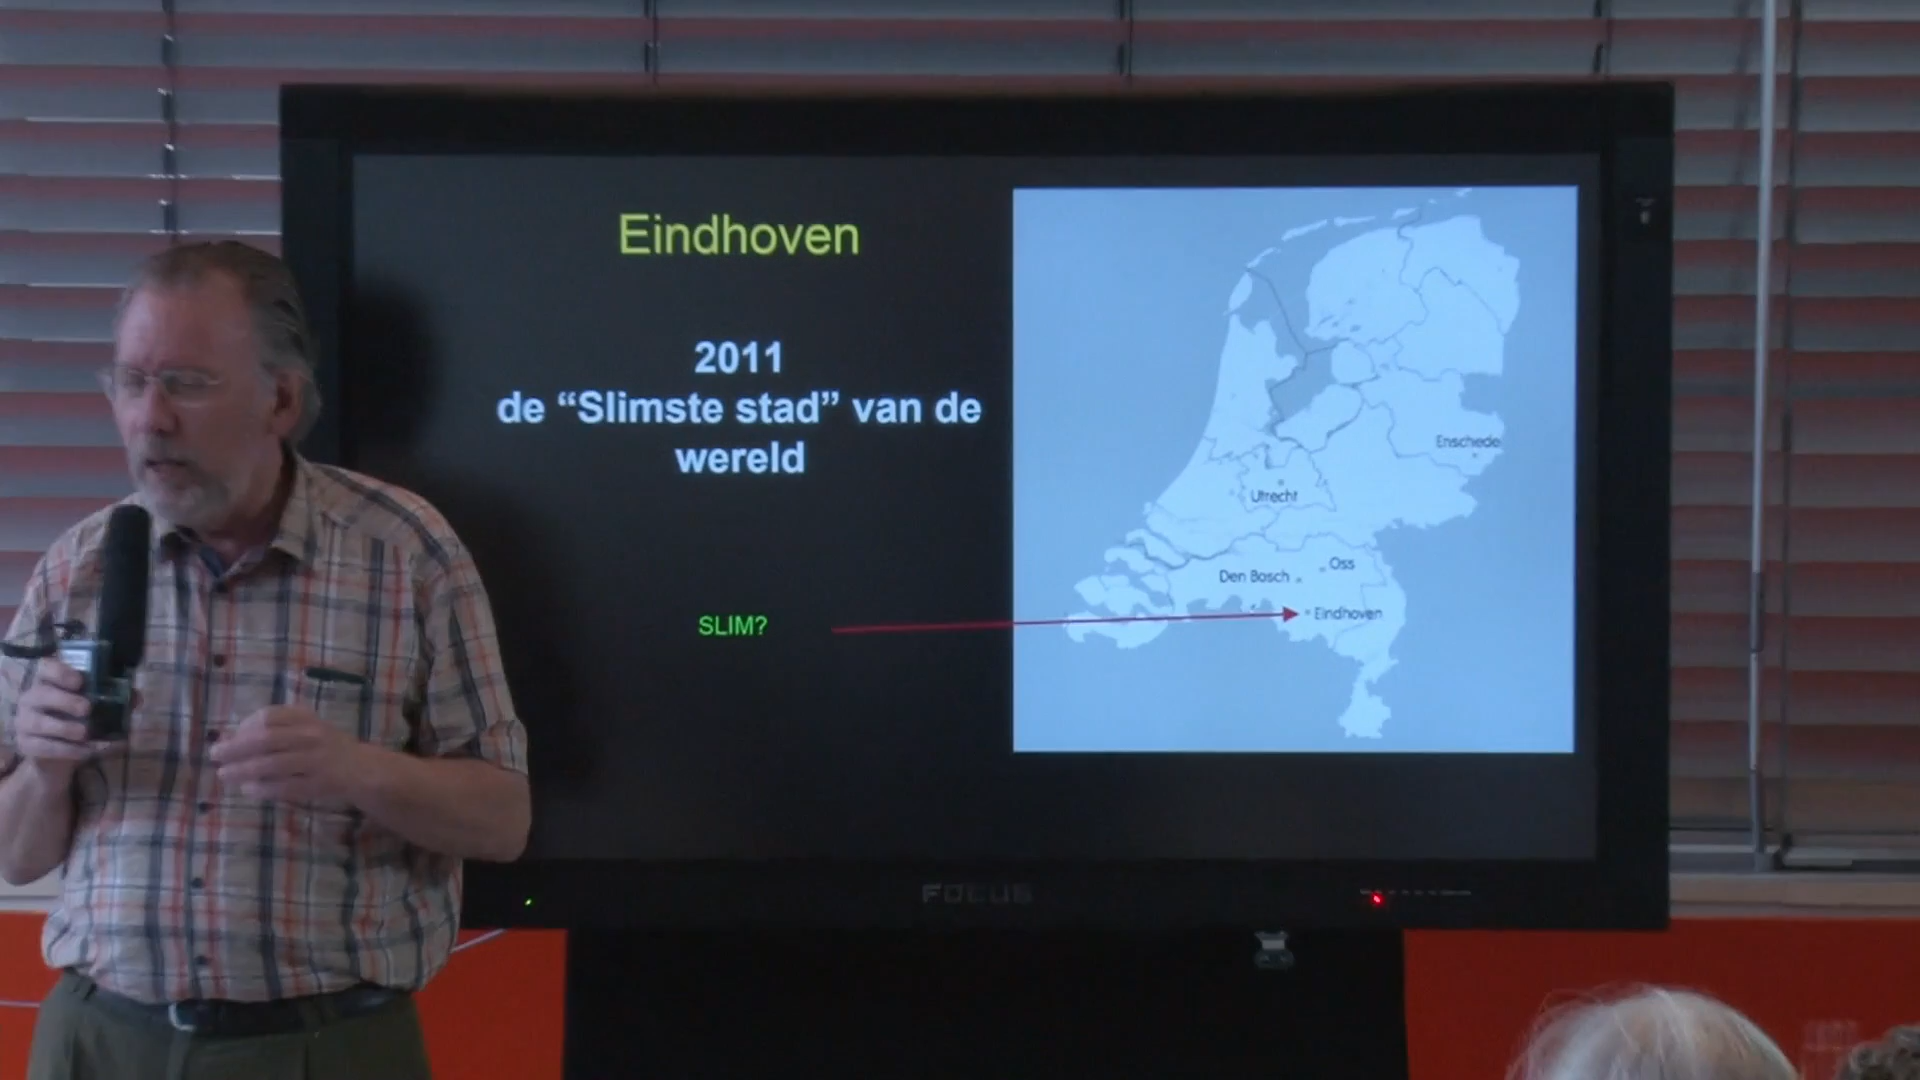 Eindhoven
2011
de “Slimste stad” van de
wereld
SLIM?
Enschede
Utrecht
Oss
Den Bosch
Eindhoven
FOCUS